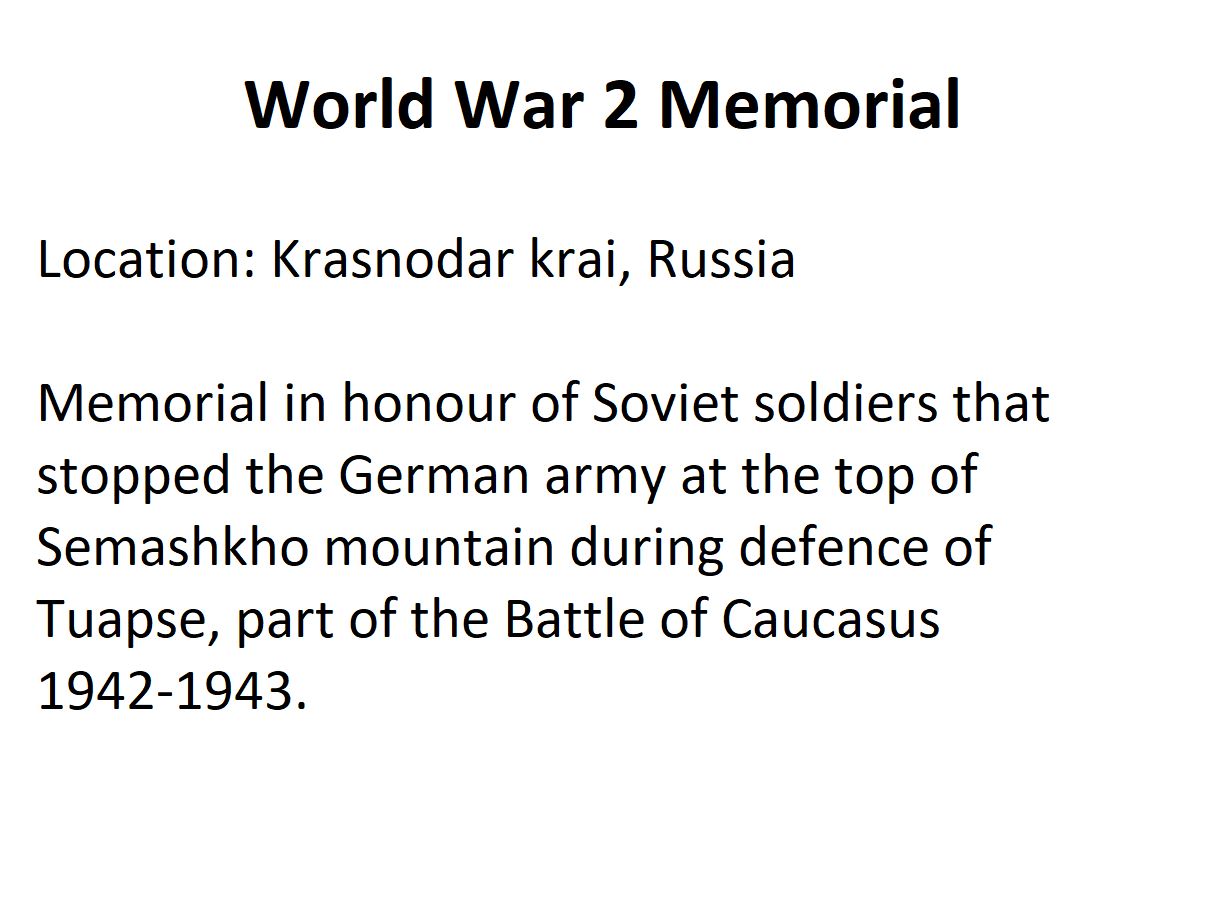 World War 2 Memorial
Location: Krasnodar krai, Russia
Memorial in honour of Soviet soldiers that
stopped the German army at the top of
Semashkho mountain during defence of
Tuapse, part of the Battle of Caucasus
1942-1943.